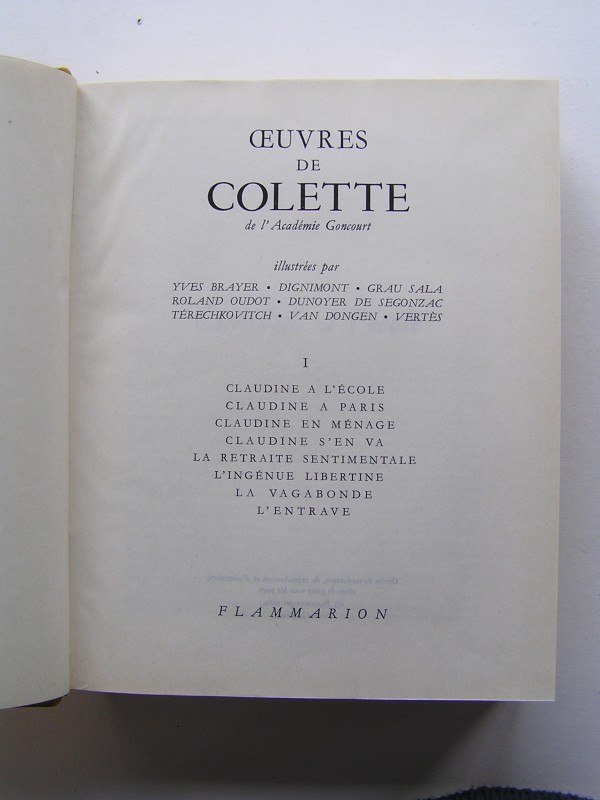 ŒUVRES
DE
COLETTE
de l'Académie Goncourt
illustrées par
YVES BRAYER • DIGNIMONT • GRAU SALA
ROLAND OUDOT • DUNOYER DE SEGONZAC
TÉRECHKOVITCH • VAN DONGEN • VERTÈS
I
CLAUDINE A L'ÉCOLE
CLAUDINE A PARIS
CLAUDINE EN MÉNAGE
CLAUDINE S'EN VA
LA RETRAITE SENTIMENTALE
L'INGÉNUE LIBERTINE
LA VAGABONDE
L'ENTRAVE
FLAMMARION